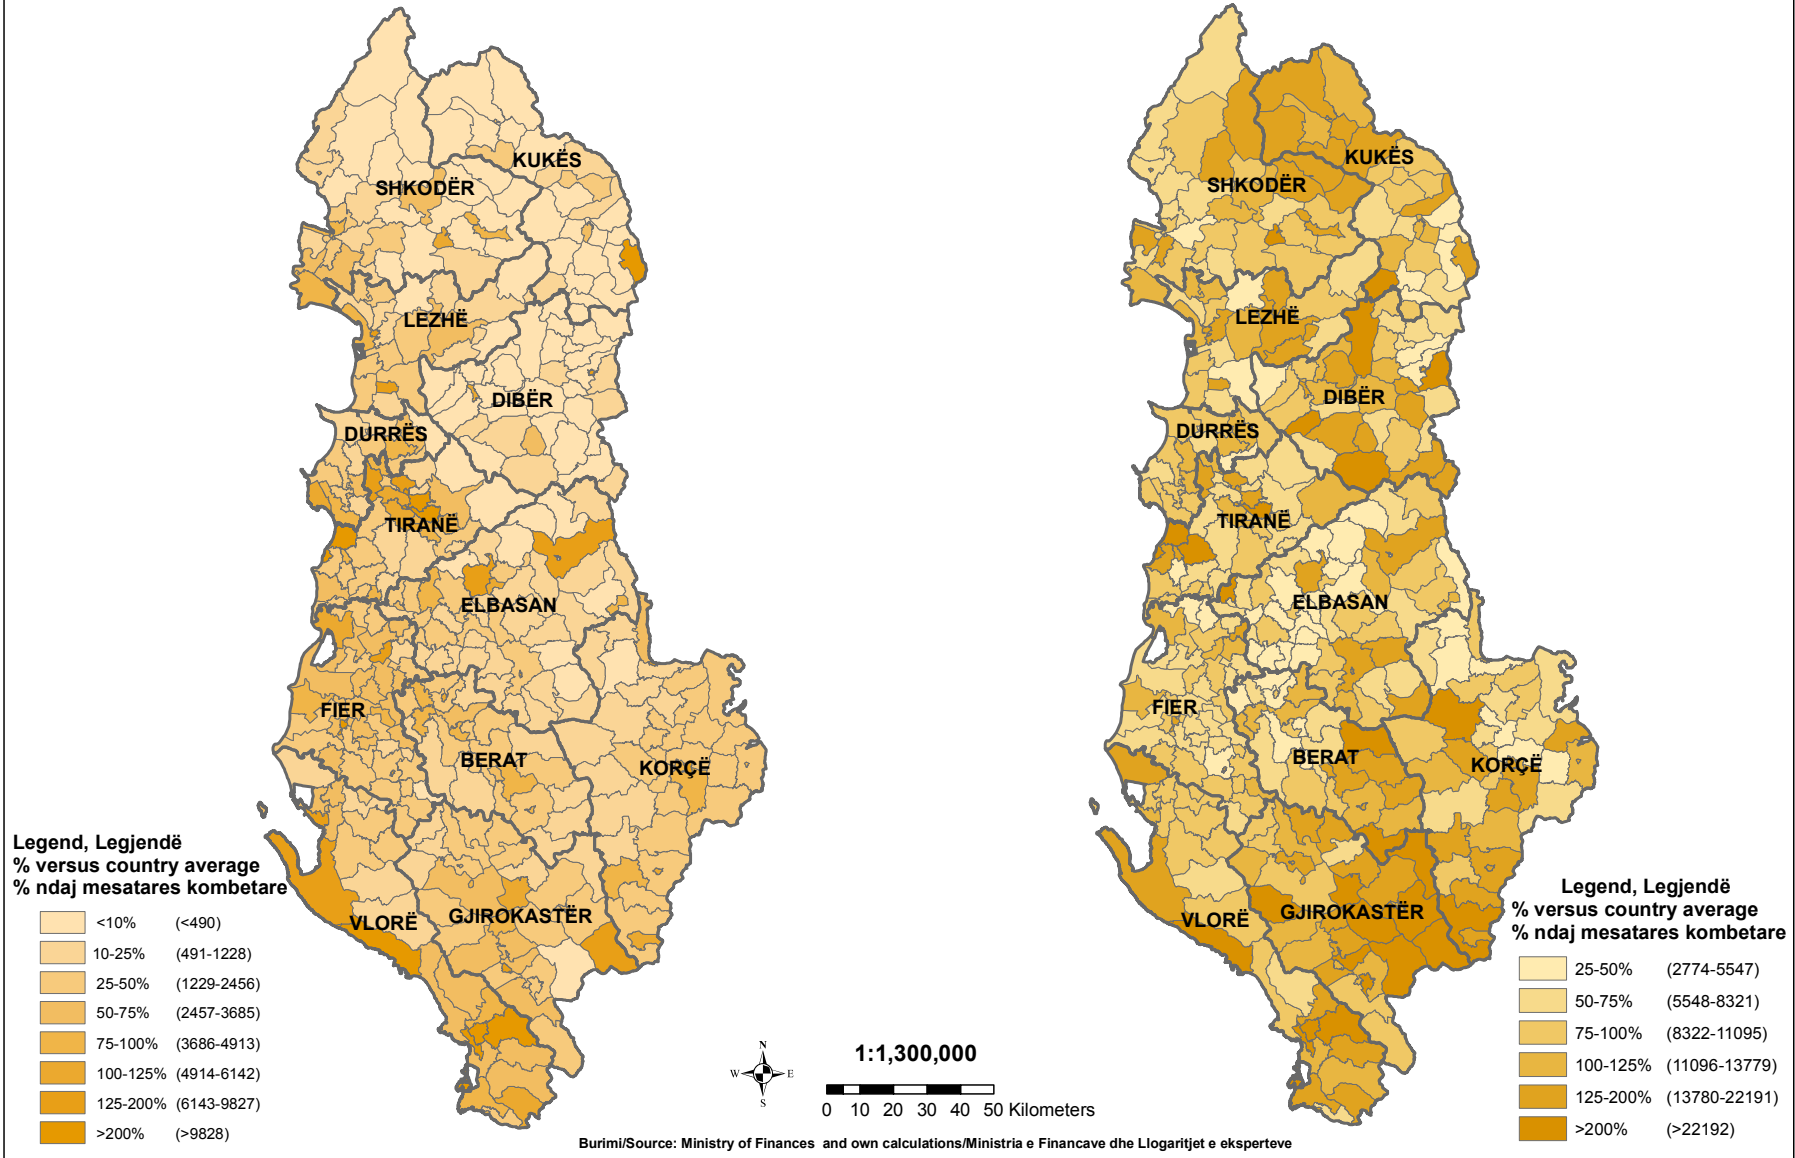 KUKËS
SHKODËR
LEZHË
DIBËR
DURRËS
TIRANË
ELBASAN
FIER
BERAT
KORÇË
VLORË
GJIROKASTËR
Legend, Legjendë
% versus country average
% ndaj mesatares kombetare
<10% (<490)
10-25% (491-1228)
25-50% (1229-2456)
50-75% (2457-3685)
75-100% (3686-4913)
100-125% (4914-6142)
125-200% (6143-9827)
>200% (>9828)
KUKËS
SHKODËR
LEZHË
DIBËR
DURRËS
TIRANË
ELBASAN
FIER
BERAT
KORÇË
VLORË
GJIROKASTËR
Legend, Legjendë
% versus country average
% ndaj mesatares kombetare
25-50% (2774-5547)
50-75% (5548-8321)
75-100% (8322-11095)
100-125% (11096-13779)
125-200% (13780-22191)
>200% (>22192)
N
W E
S
1:1,300,000
0 10 20 30 40 50 Kilometers
Burimi/Source: Ministry of Finances and own calculations/Ministria e Financave dhe Llogaritjet e eksperteve